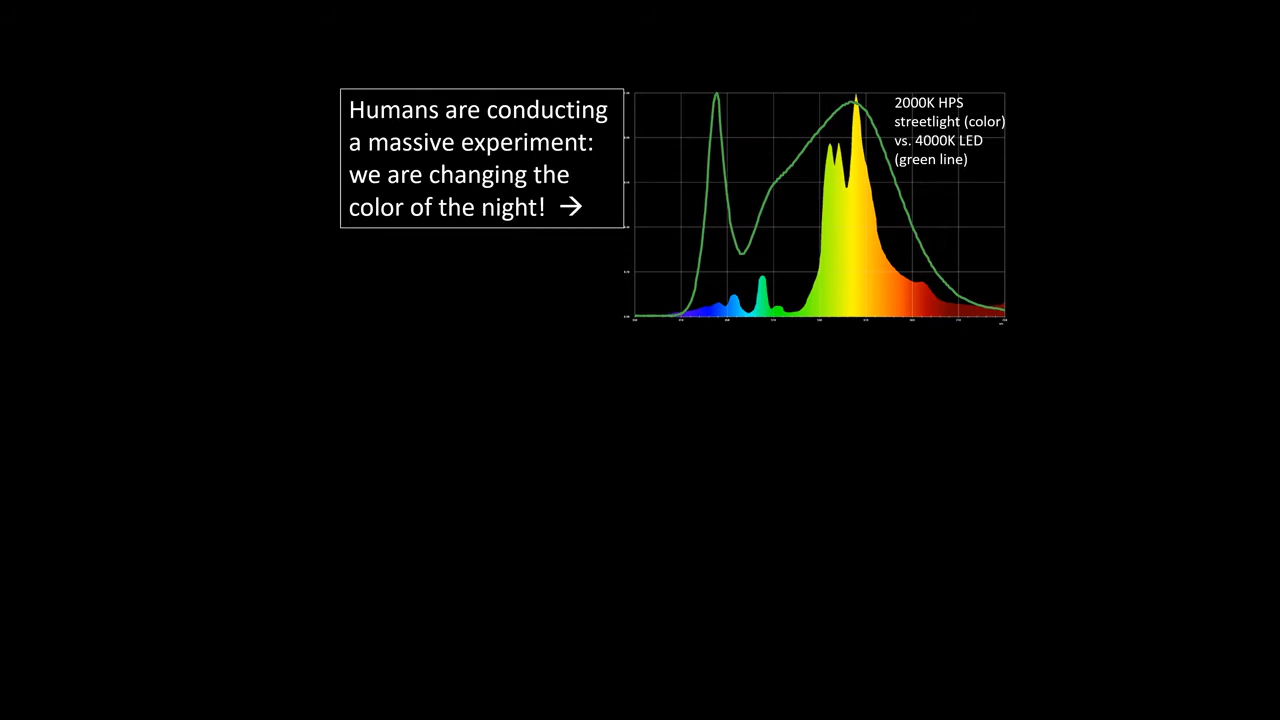 Humans are conducting
a massive experiment:
we are changing the
color of the night! →
2000K HPS
streetlight (color)
vs. 4000K LED
(green line)